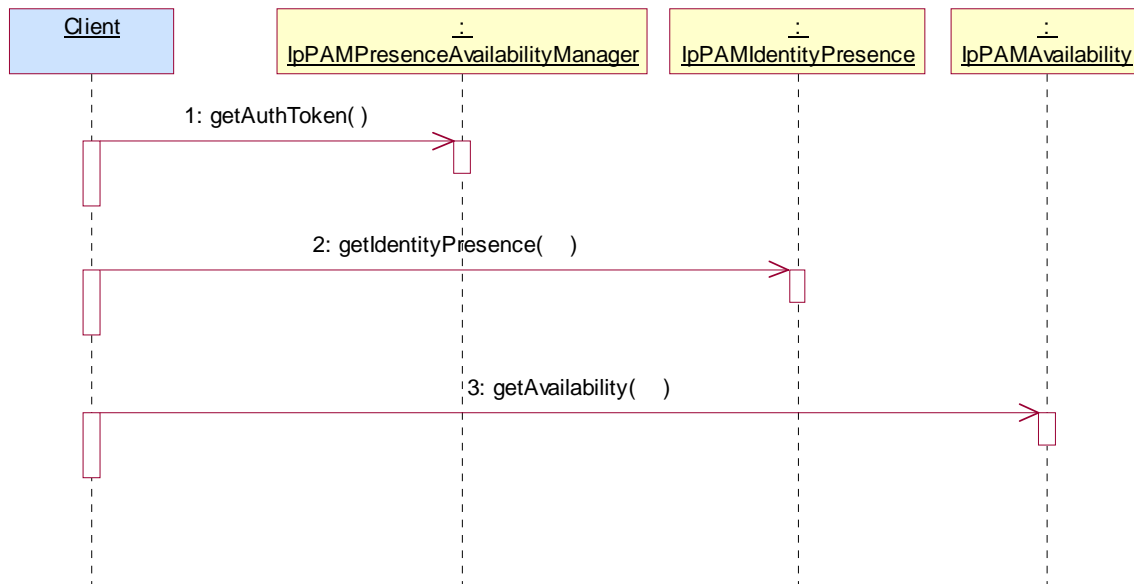 Client
:
IpPAMPresenceAvailabilityManager
:
IpPAMIdentityPresence
:
IpPAMAvailability
1: getAuthToken( )
2: getIdentityPresence( )
3: getAvailability( )